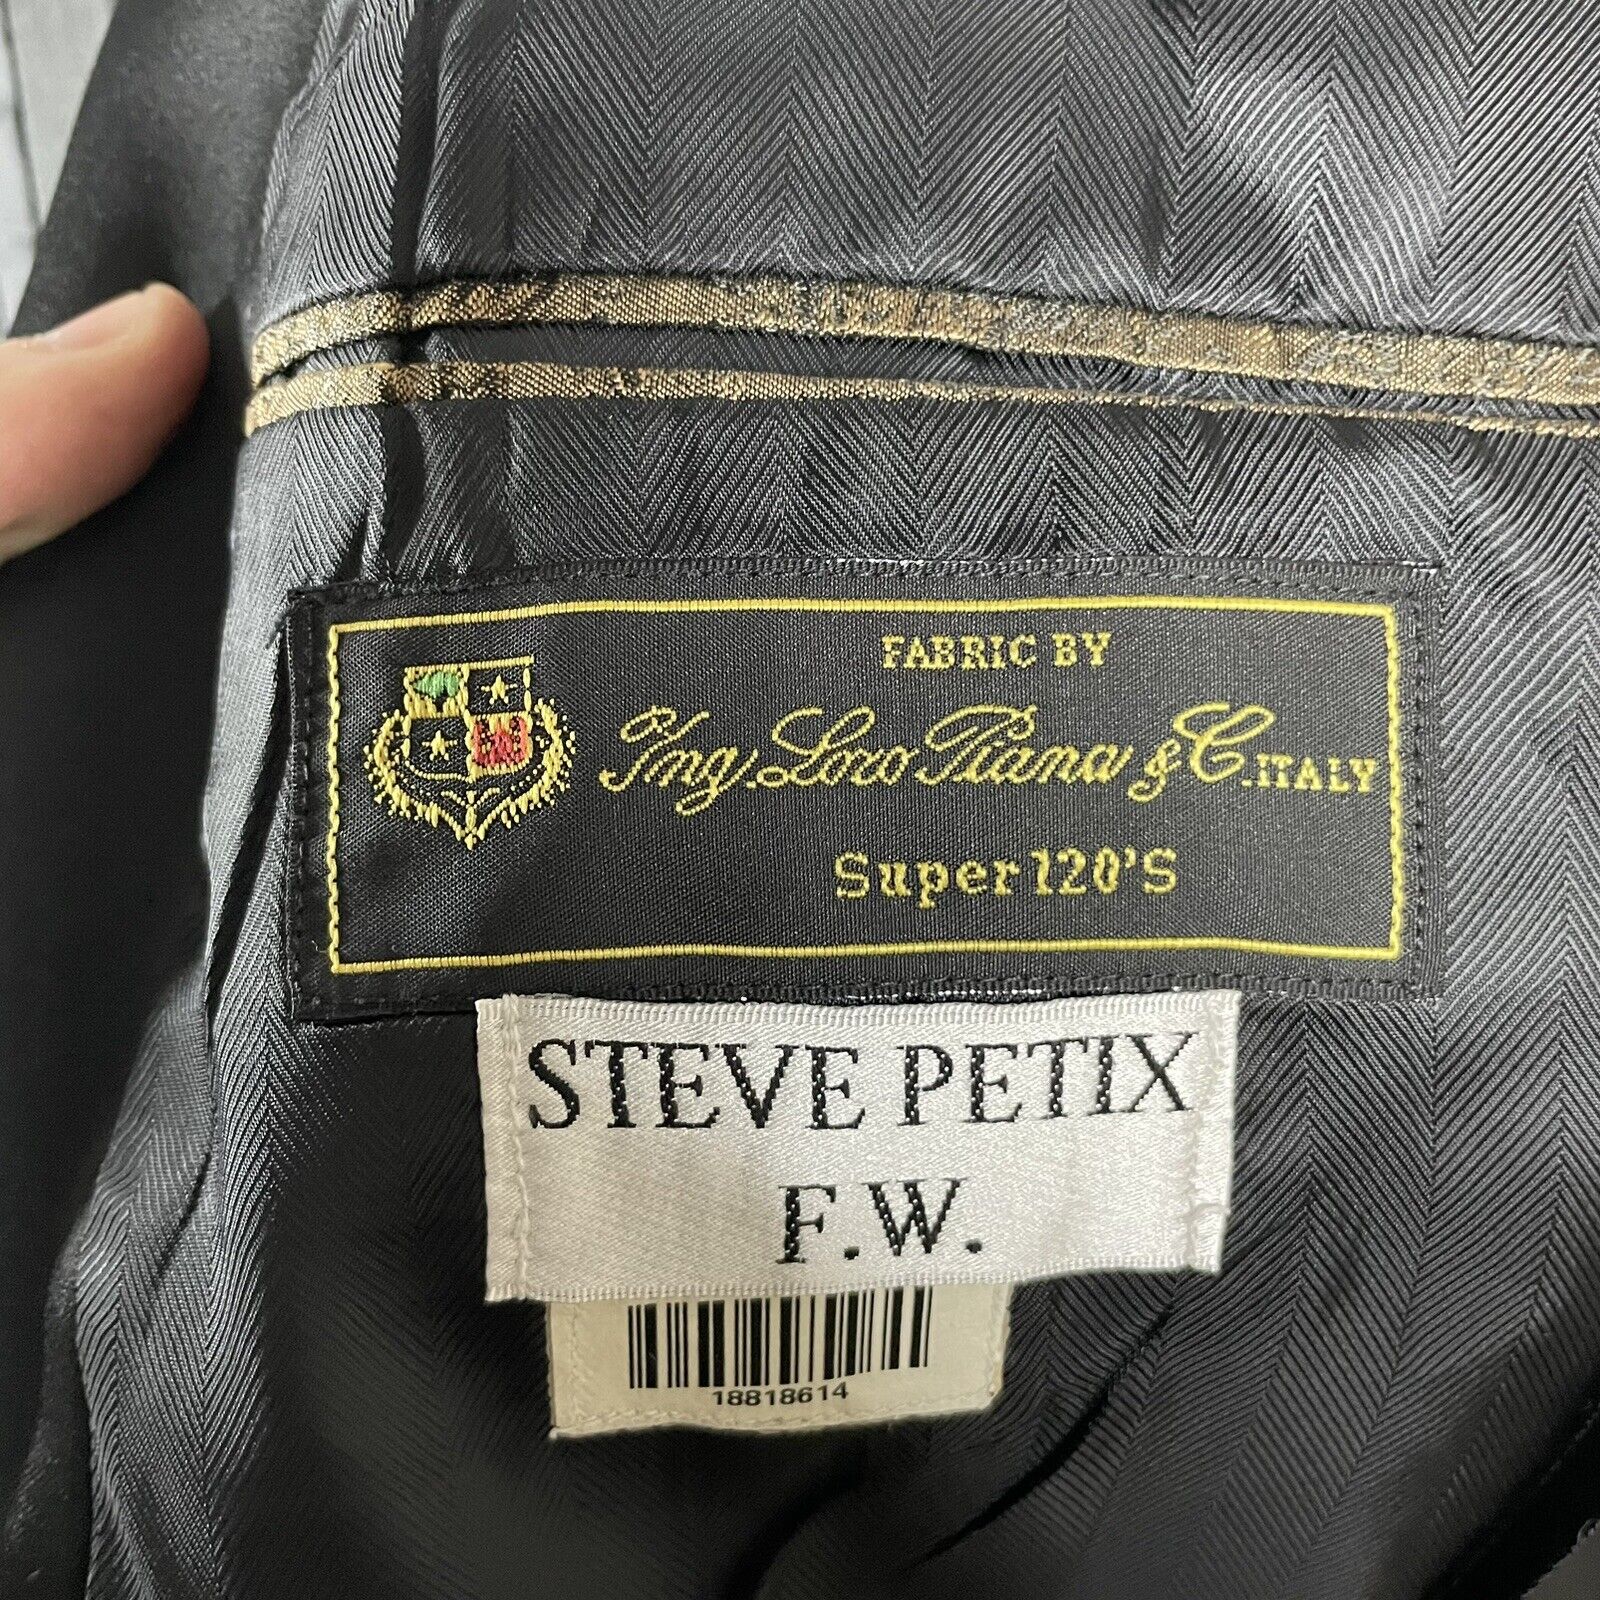 FABRIC BY
Ing. Loro Piana & C. ITALY
Super 120'S
STEVE PETIX
F.W.
18818614